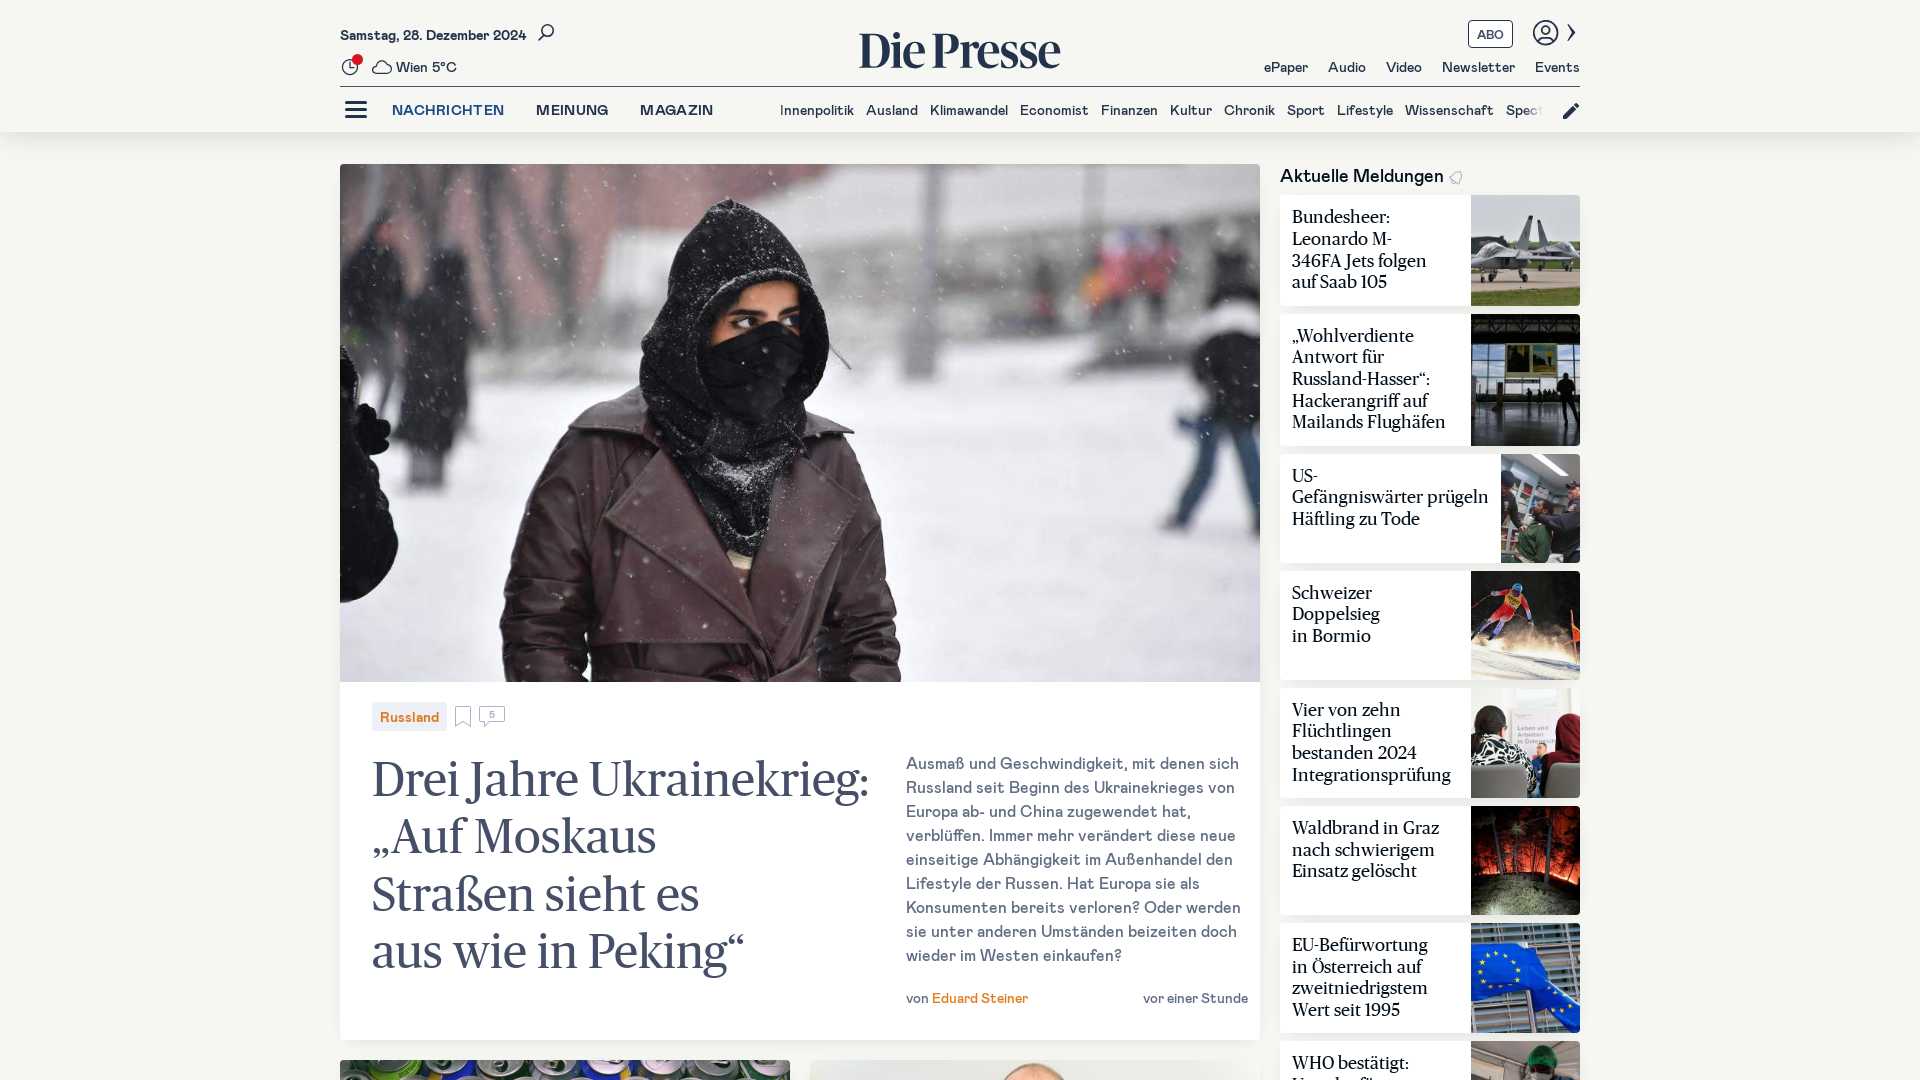 Samstag, 28. Dezember 2024
Wien 5°C
Die Presse
ABO
ePaper Audio Video Newsletter Events
NACHRICHTEN MEINUNG MAGAZIN
Innenpolitik Ausland Klimawandel Economist Finanzen Kultur Chronik Sport Lifestyle Wissenschaft Spect
Russland
5
Drei Jahre Ukrainekrieg:
„Auf Moskaus
Straßen sieht es
aus wie in Peking“
Ausmaß und Geschwindigkeit, mit denen sich
Russland seit Beginn des Ukrainekrieges von
Europa ab- und China zugewendet hat,
verblüffen. Immer mehr verändert diese neue
einseitige Abhängigkeit im Außenhandel den
Lifestyle der Russen. Hat Europa sie als
Konsumenten bereits verloren? Oder werden
sie unter anderen Umständen beizeiten doch
wieder im Westen einkaufen?
von Eduard Steiner
vor einer Stunde
Aktuelle Meldungen
Bundesheer:
Leonardo M-
346FA Jets folgen
auf Saab 105
„Wohlverdiente
Antwort für
Russland-Hasser“:
Hackerangriff auf
Mailands Flughäfen
US-
Gefängniswärter prügeln
Häftling zu Tode
Schweizer
Doppelsieg
in Bormio
Vier von zehn
Flüchtlingen
bestanden 2024
Integrationsprüfung
Leben und
Arbeiten
Waldbrand in Graz
nach schwierigem
Einsatz gelöscht
EU-Befürwortung
in Österreich auf
zweitniedrigstem
Wert seit 1995
WHO bestätigt: